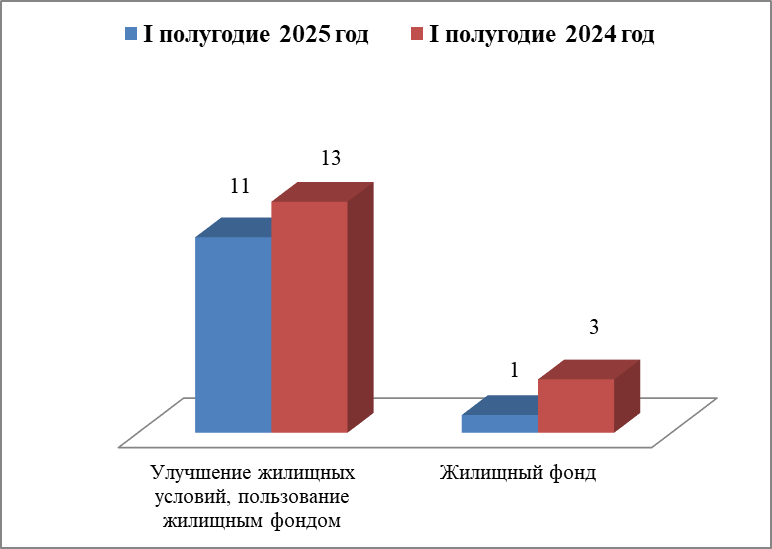 I полугодие 2025 год
I полугодие 2024 год
11
13
1
3
Улучшение жилищных
условий, пользование
жилищным фондом
Жилищный фонд